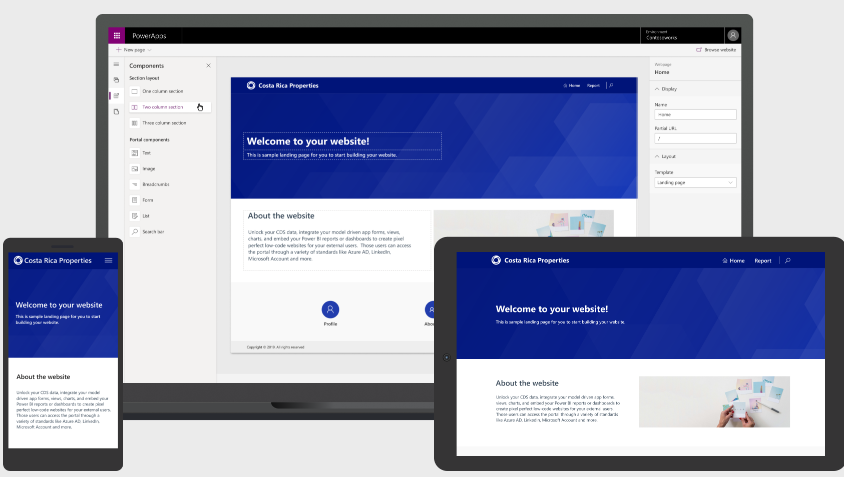 PowerApps
Environment
Contosoworks
New page
Browse website
Components
Section layout
One column section
Two column section
Three column section
Portal components
Text
Image
Breadcrumbs
Form
List
Search bar
Costa Rica Properties
Home Report
Welcome to your website!
This is sample landing page for you to start building your website.
About the website
Unlock your CDS data, integrate your model driven app forms, views,
charts, and embed your Power BI reports or dashboards to create pixel
perfect low-code websites for your external users. Those users can access
the portal through a variety of standards like Azure AD, LinkedIn,
Microsoft Account and more.
Profile
Abou
Copyright © 2019 All rights reserved
Webpage
Home
Display
Name
Home
Partial URL
/
Layout
Template
Landing page
Costa Rica Properties
Welcome to your website
This is sample landing page for you to start
building your website.
About the website
Unlock your CDS data, integrate your model
driven app forms, views, charts, and embed your
Power BI reports or dashboards to create pixel
perfect low-code websites for your external users.
Those users can access the portal through a
variety of standards like Azure AD, LinkedIn,
Microsoft Account and more.
Costa Rica Properties
Home Report
Welcome to your website!
This is sample landing page for you to start building your website.
About the website
Unlock your CDS data, integrate your model driven app forms
views, charts, and embed your Power BI reports or dashboards to
create pixel perfect low code websites for your external users.
Those users can access the portal through a variety of standards
like Azure AD, LinkedIn, Microsoft Account and more.